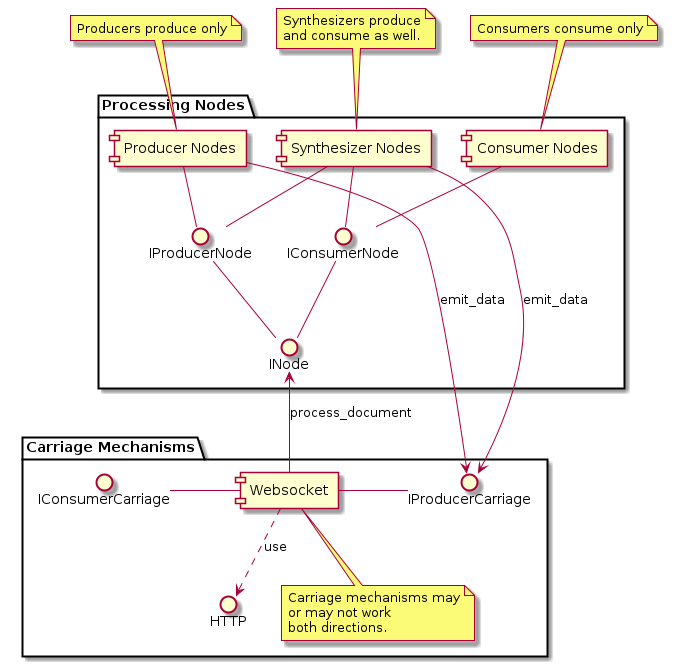 Producers produce only
Synthesizers produce
and consume as well.
Consumers consume only
Processing Nodes
Producer Nodes
Synthesizer Nodes
Consumer Nodes
IProducerNode
IConsumerNode
emit_data
emit_data
INode
process_document
Carriage Mechanisms
IConsumerCarriage
Websocket
IProducerCarriage
use
HTTP
Carriage mechanisms may
or may not work
both directions.